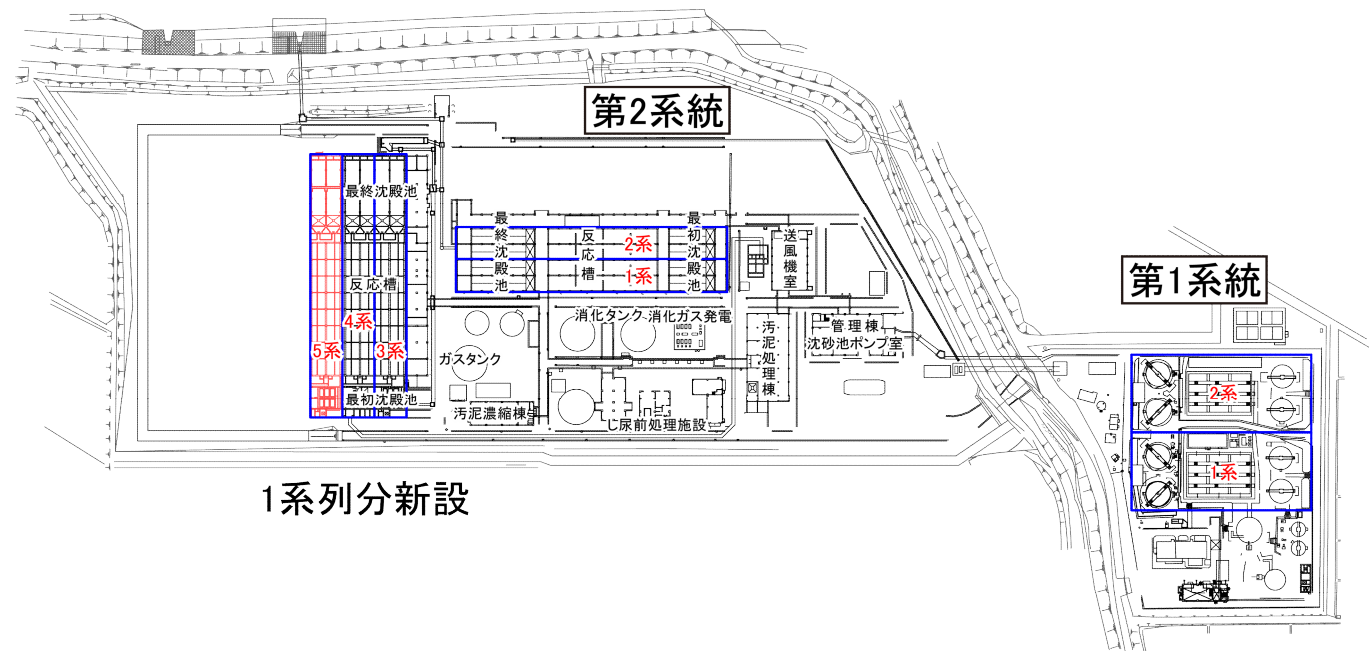 第2系統
最終沈殿池
反応槽
4系
5系
3系
最初沈殿池
最終沈殿池
反応槽
2系
1系
最初沈殿池
送風機室
消化タンク
消化ガス発電
ガスタンク
汚泥処理棟
管理棟
沈砂池ポンプ室
汚泥濃縮棟
し尿前処理施設
第1系統
2系
1系
1系列分新設